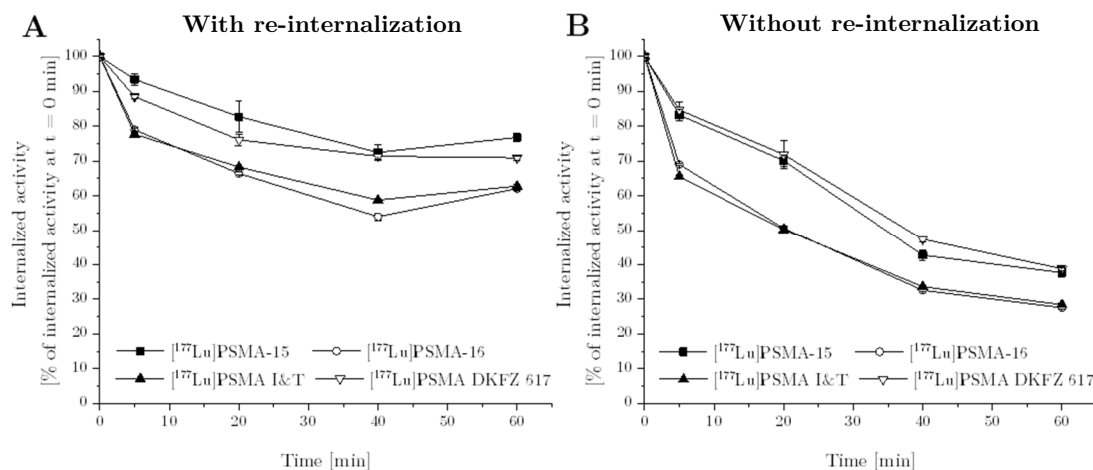 A
With re-internalization
Internalized activity
[% of internalized activity at t = 0 min]
100
90
80
70
60
50
40
30
20
10
0
[¹⁷⁷Lu]PSMA-15
[¹⁷⁷Lu]PSMA-16
[¹⁷⁷Lu]PSMA I&T
[¹⁷⁷Lu]PSMA DKFZ 617
0 10 20 30 40 50 60
Time [min]
B
Without re-internalization
Internalized activity
[% of internalized activity at t = 0 min]
100
90
80
70
60
50
40
30
20
10
0
[¹⁷⁷Lu]PSMA-15
[¹⁷⁷Lu]PSMA-16
[¹⁷⁷Lu]PSMA I&T
[¹⁷⁷Lu]PSMA DKFZ 617
0 10 20 30 40 50 60
Time [min]